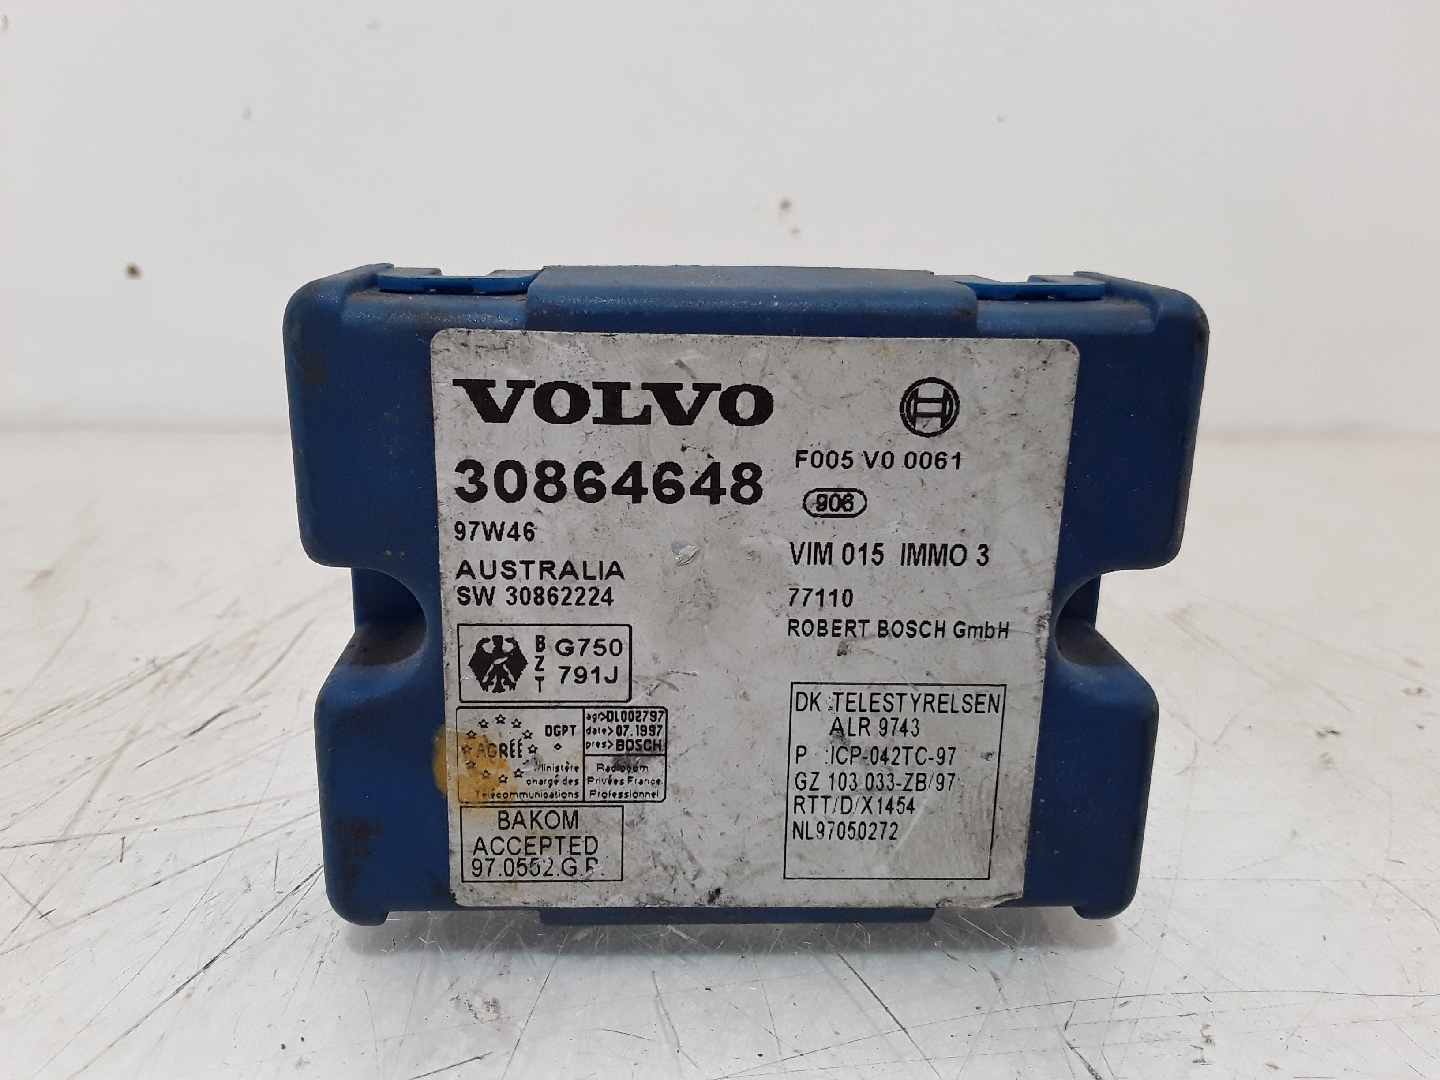 VOLVO
30864648
97W46
AUSTRALIA
SW 30862224
F005 V0 0061
906
VIM 015 IMMO 3
77110
ROBERT BOSCH GmbH
BZT G750
791J
DGPT
AGRÉÉ
Ministère
chargé des
Télécommunications
agr>DL002797
date>07.1997
pres>BOSCH
Radiocom
Privées France
Professionnel
BAKOM
ACCEPTED
97.0552.G.P.
DK :TELESTYRELSEN
ALR 9743
P :ICP-042TC-97
GZ 103 033-ZB/97
RTT/D/X1454
NL97050272